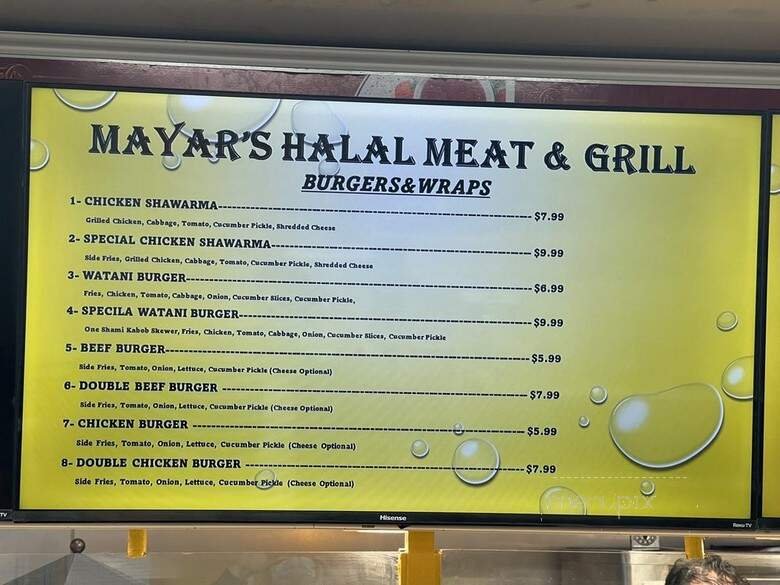 MAYAR'S HALAL MEAT & GRILL
BURGERS&WRAPS
1- CHICKEN SHAWARMA------------------------------ $7.99
Grilled Chicken, Cabbage, Tomato, Cucumber Pickle, Shredded Cheese
2- SPECIAL CHICKEN SHAWARMA------------------------------ $9.99
Side Fries, Grilled Chicken, Cabbage, Tomato, Cucumber Pickle, Shredded Cheese
3- WATANI BURGER------------------------------ $6.99
Fries, Chicken, Tomato, Cabbage, Onion, Cucumber Slices, Cucumber Pickle,
4- SPECILA WATANI BURGER------------------------------ $9.99
One Shami Kabob Skewer, Fries, Chicken, Tomato, Cabbage, Onion, Cucumber Slices, Cucumber Pickle
5- BEEF BURGER------------------------------ $5.99
Side Fries, Tomato, Onion, Lettuce, Cucumber Pickle (Cheese Optional)
6- DOUBLE BEEF BURGER ------------------------------ $7.99
Side Fries, Tomato, Onion, Lettuce, Cucumber Pickle (Cheese Optional)
7- CHICKEN BURGER ------------------------------ $5.99
Side Fries, Tomato, Onion, Lettuce, Cucumber Pickle (Cheese Optional)
8- DOUBLE CHICKEN BURGER ------------------------------ $7.99
Side Fries, Tomato, Onion, Lettuce, Cucumber Pickle (Cheese Optional)
TV
Hisense
Roku TV